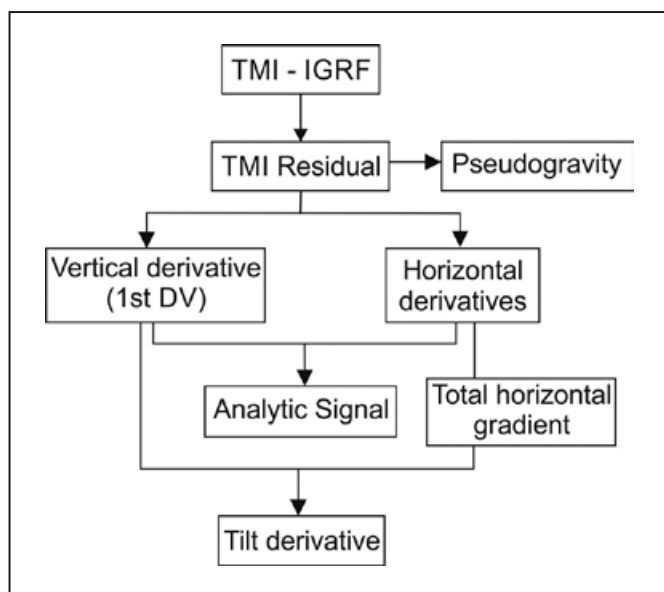 TMI - IGRF
TMI Residual
Pseudogravity
Vertical derivative
(1st DV)
Horizontal
derivatives
Analytic Signal
Total horizontal
gradient
Tilt derivative